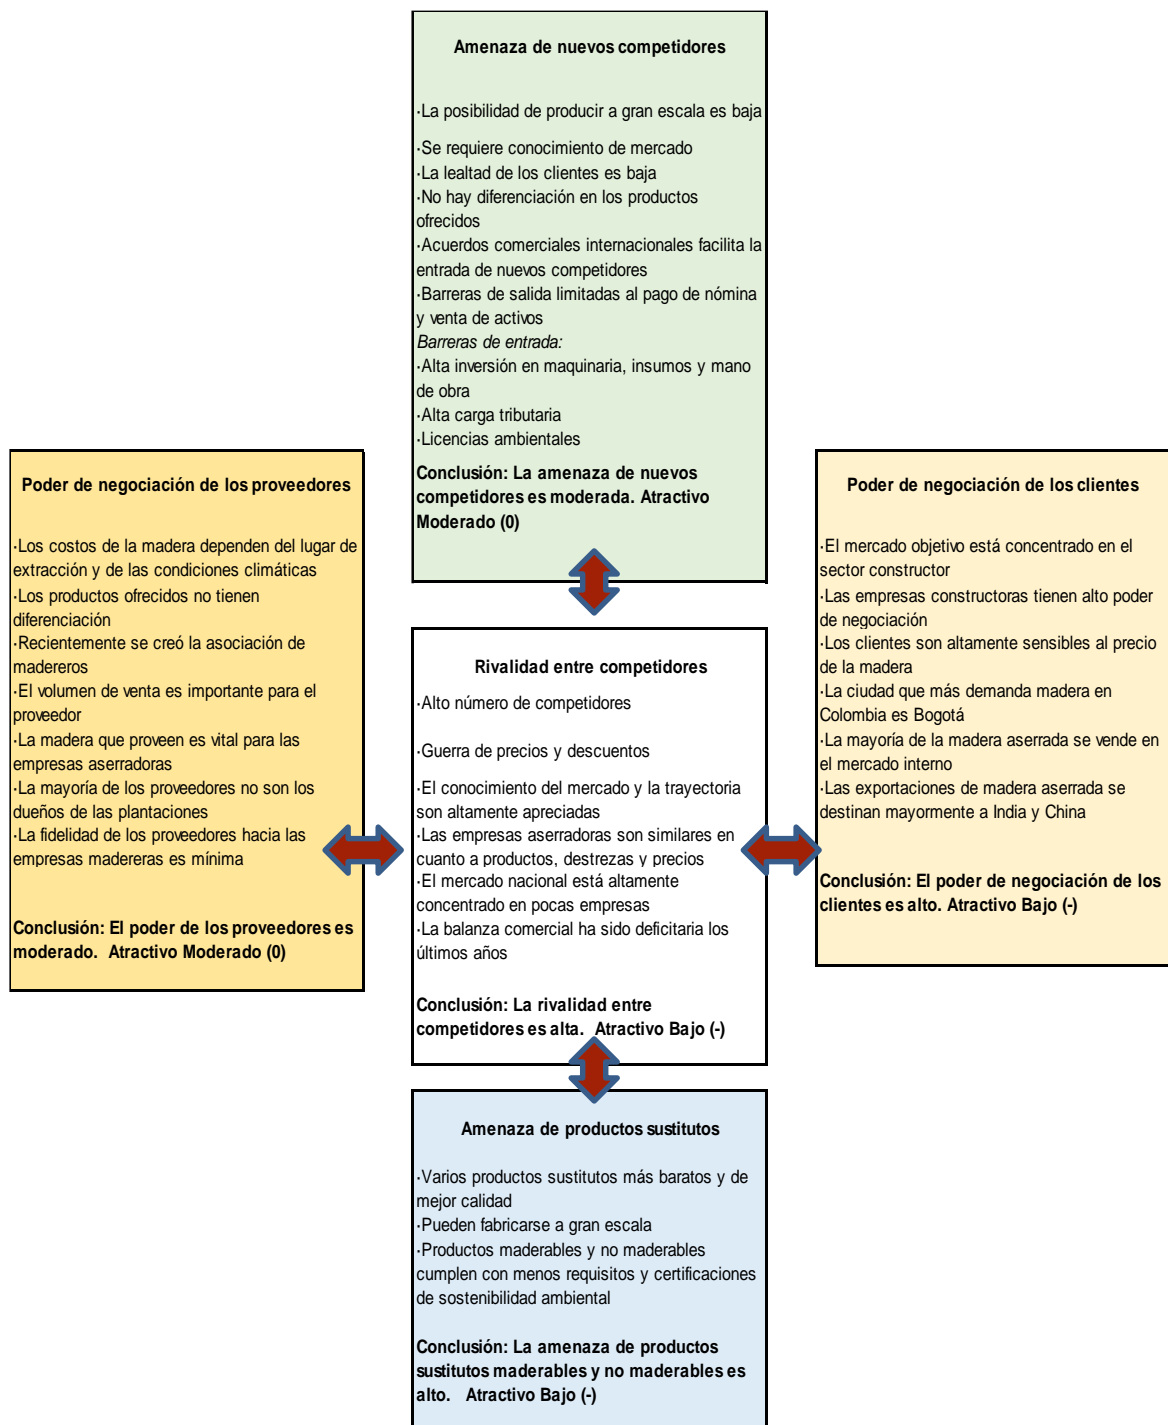 Amenaza de nuevos competidores
·La posibilidad de producir a gran escala es baja
·Se requiere conocimiento de mercado
·La lealtad de los clientes es baja
·No hay diferenciación en los productos
ofrecidos
·Acuerdos comerciales internacionales facilita la
entrada de nuevos competidores
·Barreras de salida limitadas al pago de nómina
y venta de activos
Barreras de entrada:
·Alta inversión en maquinaria, insumos y mano
de obra
·Alta carga tributaria
·Licencias ambientales
Conclusión: La amenaza de nuevos
competidores es moderada. Atractivo
Moderado (0)
Poder de negociación de los proveedores
·Los costos de la madera dependen del lugar de
extracción y de las condiciones climáticas
·Los productos ofrecidos no tienen
diferenciación
·Recientemente se creó la asociación de
madereros
·El volumen de venta es importante para el
proveedor
·La madera que proveen es vital para las
empresas aserradoras
·La mayoría de los proveedores no son los
dueños de las plantaciones
·La fidelidad de los proveedores hacia las
empresas madereras es mínima
Conclusión: El poder de los proveedores es
moderado. Atractivo Moderado (0)
Rivalidad entre competidores
·Alto número de competidores
·Guerra de precios y descuentos
·El conocimiento del mercado y la trayectoria
son altamente apreciadas
·Las empresas aserradoras son similares en
cuanto a productos, destrezas y precios
·El mercado nacional está altamente
concentrado en pocas empresas
·La balanza comercial ha sido deficitaria los
últimos años
Conclusión: La rivalidad entre
competidores es alta. Atractivo Bajo (-)
Poder de negociación de los clientes
·El mercado objetivo está concentrado en el
sector constructor
·Las empresas constructoras tienen alto poder
de negociación
·Los clientes son altamente sensibles al precio
de la madera
·La ciudad que más demanda madera en
Colombia es Bogotá
·La mayoría de la madera aserrada se vende en
el mercado interno
·Las exportaciones de madera aserrada se
destinan mayormente a India y China
Conclusión: El poder de negociación de los
clientes es alto. Atractivo Bajo (-)
Amenaza de productos sustitutos
·Varios productos sustitutos más baratos y de
mejor calidad
·Pueden fabricarse a gran escala
·Productos maderables y no maderables
cumplen con menos requisitos y certificaciones
de sostenibilidad ambiental
Conclusión: La amenaza de productos
sustitutos maderables y no maderables es
alto. Atractivo Bajo (-)